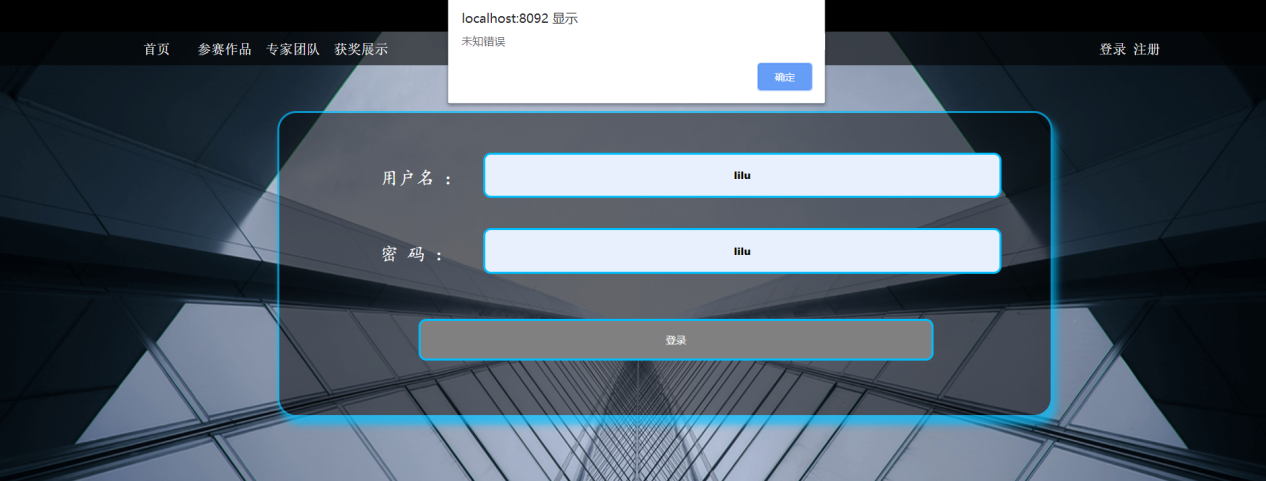 localhost:8092 显示
未知错误
确定
首页 参赛作品 专家团队 获奖展示 登录 注册
用户名 : lilu
密 码 : lilu
登录